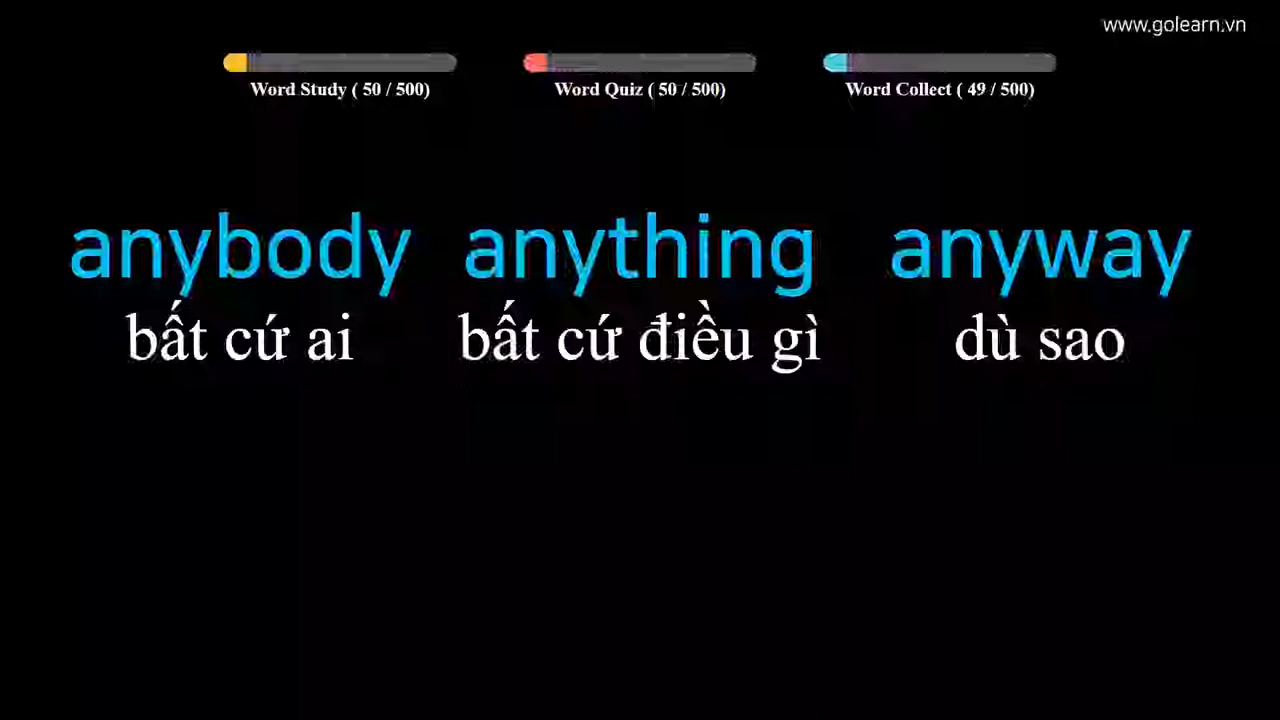 www.golearn.vn
Word Study ( 50 / 500) Word Quiz ( 50 / 500) Word Collect ( 49 / 500)
anybody anything anyway
bất cứ ai bất cứ điều gì dù sao